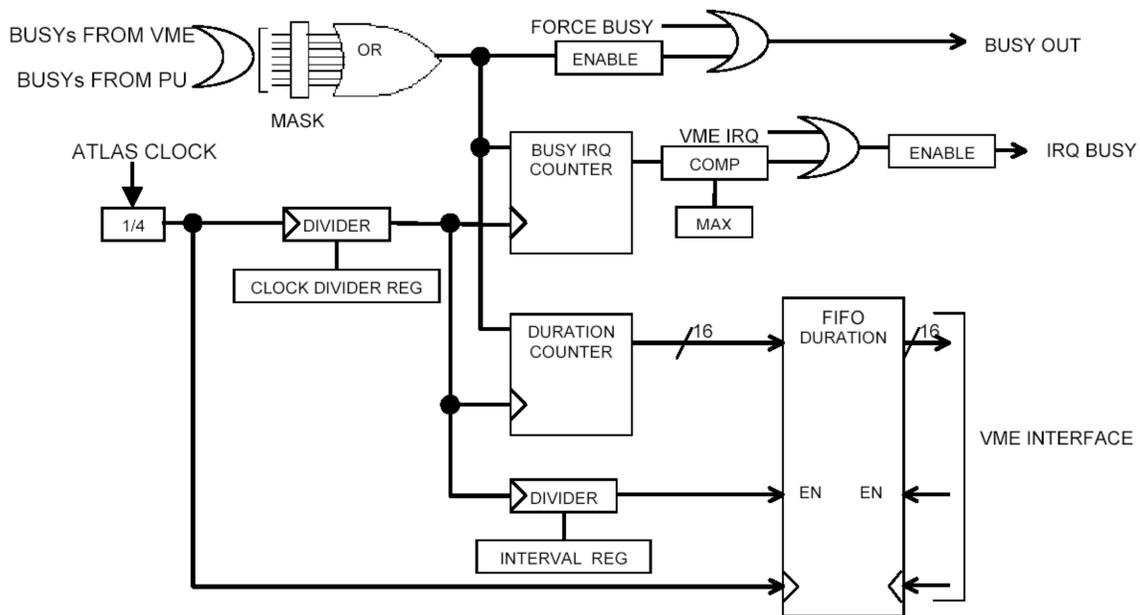 BUSYs FROM VME
BUSYs FROM PU
MASK
OR
FORCE BUSY
ENABLE
BUSY OUT
ATLAS CLOCK
1/4
DIVIDER
CLOCK DIVIDER REG
BUSY IRQ
COUNTER
VME IRQ
COMP
MAX
ENABLE
IRQ BUSY
DURATION
COUNTER
16
FIFO
DURATION
16
VME INTERFACE
DIVIDER
INTERVAL REG
EN
EN